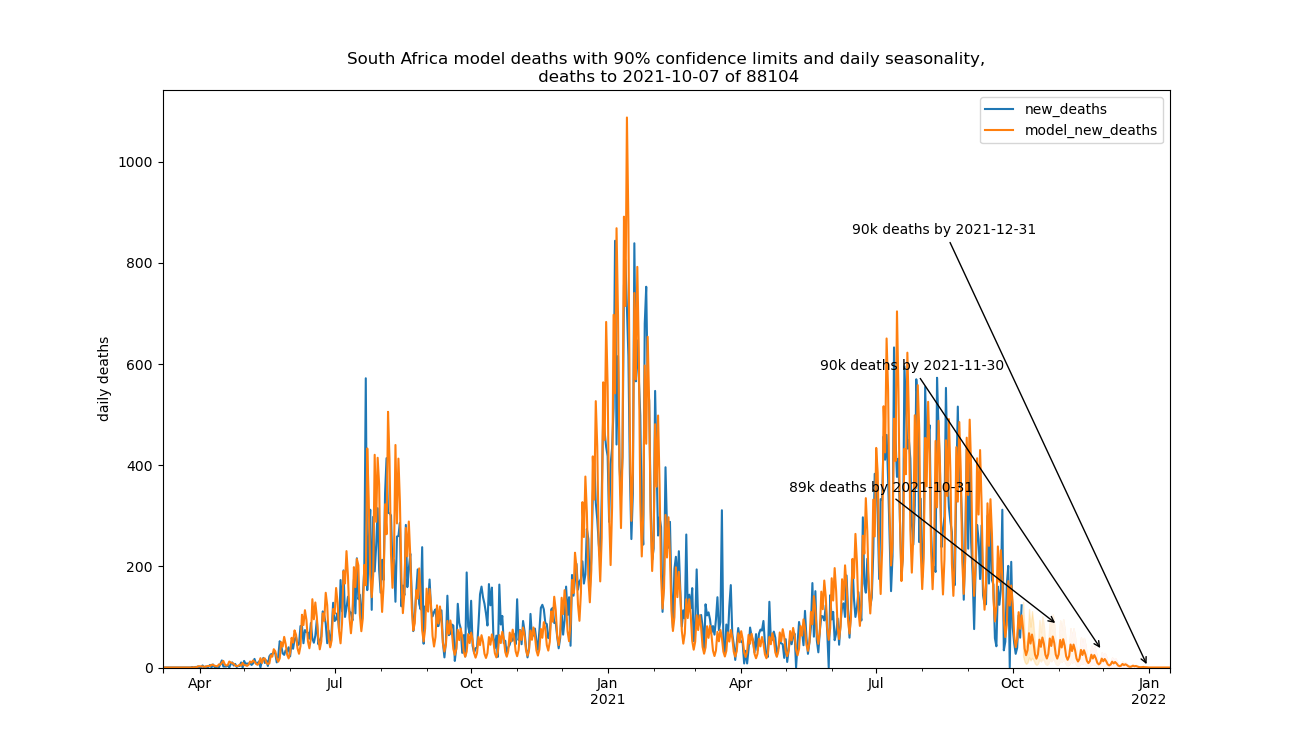 South Africa model deaths with 90% confidence limits and daily seasonality,
deaths to 2021-10-07 of 88104
new_deaths
model_new_deaths
daily deaths
1000
800
600
400
200
0
90k deaths by 2021-12-31
90k deaths by 2021-11-30
89k deaths by 2021-10-31
Apr
Jul
Oct
Jan
2021
Apr
Jul
Oct
Jan
2022